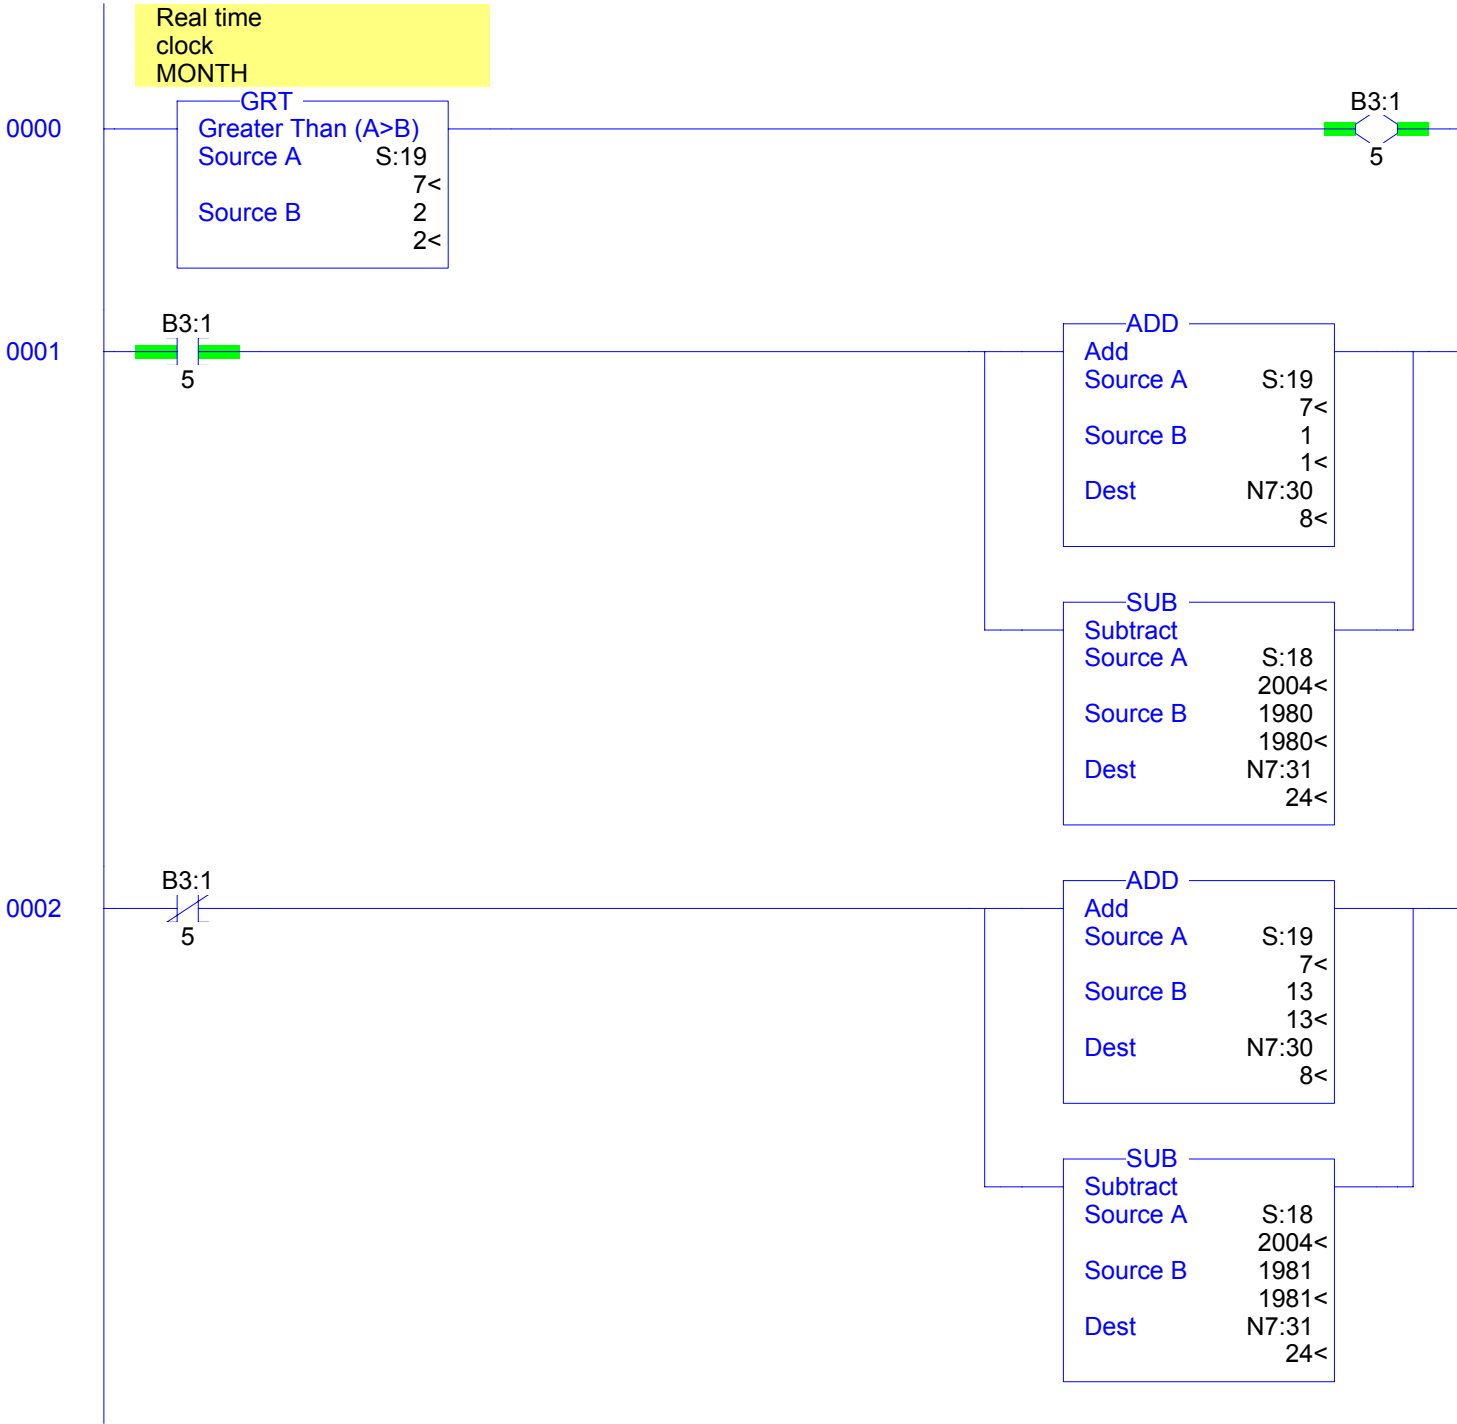 Real time
clock
MONTH
0000
GRT
Greater Than (A>B)
Source A S:19
7<
Source B 2
2<
B3:1
5
0001
B3:1
5
ADD
Add
Source A S:19
7<
Source B 1
1<
Dest N7:30
8<
SUB
Subtract
Source A S:18
2004<
Source B 1980
1980<
Dest N7:31
24<
0002
B3:1
5
ADD
Add
Source A S:19
7<
Source B 13
13<
Dest N7:30
8<
SUB
Subtract
Source A S:18
2004<
Source B 1981
1981<
Dest N7:31
24<